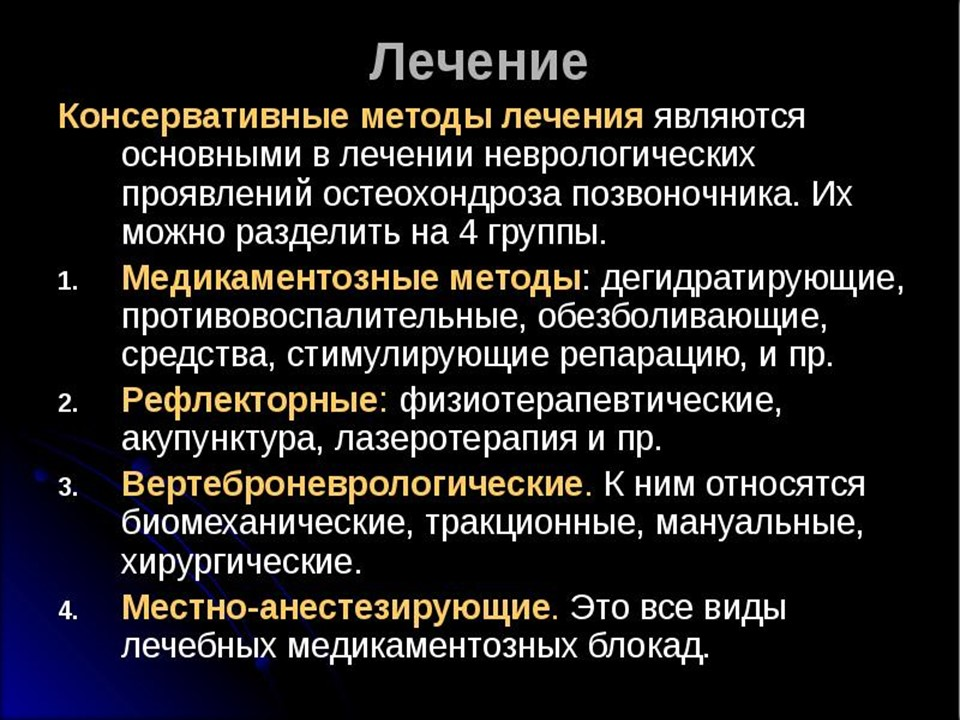 Лечение
Консервативные методы лечения являются
основными в лечении неврологических
проявлений остеохондроза позвоночника. Их
можно разделить на 4 группы.
1. Медикаментозные методы: дегидратирующие,
противовоспалительные, обезболивающие,
средства, стимулирующие репарацию, и пр.
2. Рефлекторные: физиотерапевтические,
акупунктура, лазеротерапия и пр.
3. Вертеброневрологические. К ним относятся
биомеханические, тракционные, мануальные,
хирургические.
4. Местно-анестезирующие. Это все виды
лечебных медикаментозных блокад.